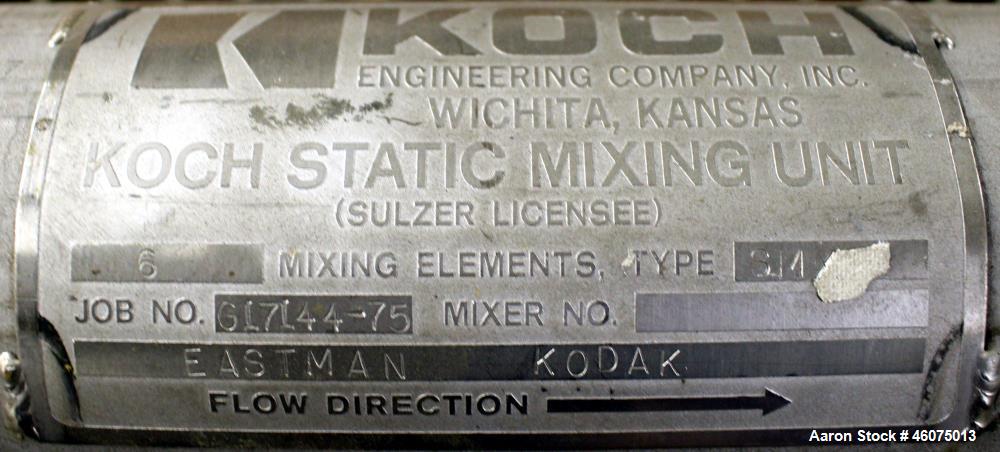 KOCH
ENGINEERING COMPANY, INC.
WICHITA, KANSAS
KOCH STATIC MIXING UNIT
(SULZER LICENSEE)
6 MIXING ELEMENTS, TYPE
JOB NO. G17144-75 MIXER NO.
EASTMAN KODAK
FLOW DIRECTION
Aaron Stock # 46075013